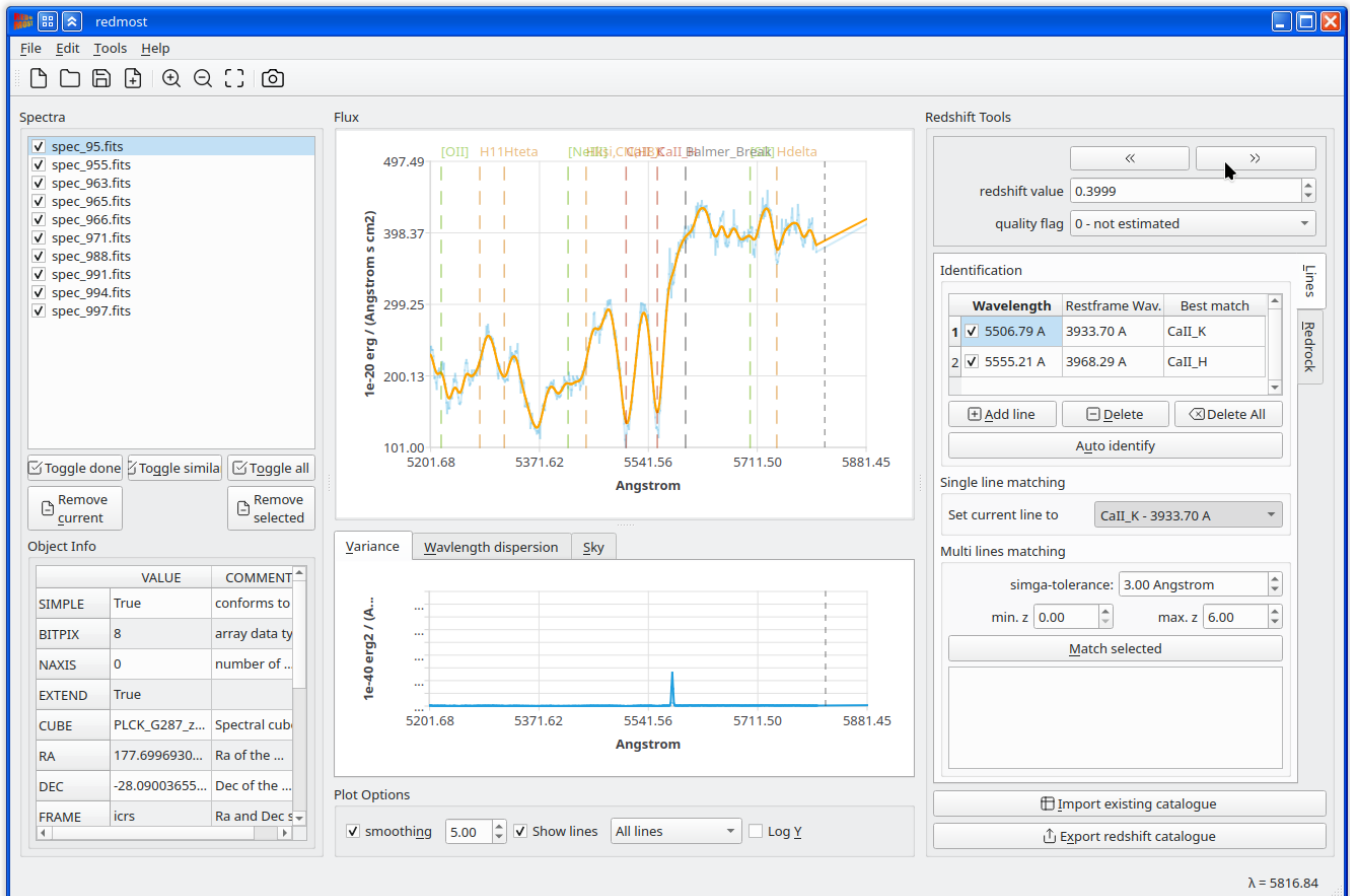 redmost
File Edit Tools Help
Spectra
spec_95.fits
spec_955.fits
spec_963.fits
spec_965.fits
spec_966.fits
spec_971.fits
spec_988.fits
spec_991.fits
spec_994.fits
spec_997.fits
Toggle done Toggle simila Toggle all
Remove current
Remove selected
Object Info
VALUE COMMENT
SIMPLE True conforms to
BITPIX 8 array data ty
NAXIS 0 number of ...
EXTEND True
CUBE PLCK_G287_z... Spectral cub
RA 177.6996930... Ra of the ...
DEC -28.09003655... Dec of the ...
FRAME icrs Ra and Dec s
Flux
[OII] H11 Hteta CaII_H Balmer_Break Hdelta
497.49
398.37
299.25
200.13
101.00
1e-20 erg / (Angstrom s cm2)
5201.68 5371.62 5541.56 5711.50 5881.45
Angstrom
Variance Wavlength dispersion Sky
1e-40 erg2 / (A...
...
...
...
...
...
5201.68 5371.62 5541.56 5711.50 5881.45
Angstrom
Plot Options
smoothing 5.00 Show lines All lines Log Y
Redshift Tools
« »
redshift value 0.3999
quality flag 0 - not estimated
Lines
Redrock
Identification
Wavelength Restframe Wav. Best match
1 5506.79 A 3933.70 A CaII_K
2 5555.21 A 3968.29 A CaII_H
Add line Delete Delete All
Auto identify
Single line matching
Set current line to CaII_K - 3933.70 A
Multi lines matching
simga-tolerance: 3.00 Angstrom
min. z 0.00 max. z 6.00
Match selected
Import existing catalogue
Export redshift catalogue
λ = 5816.84